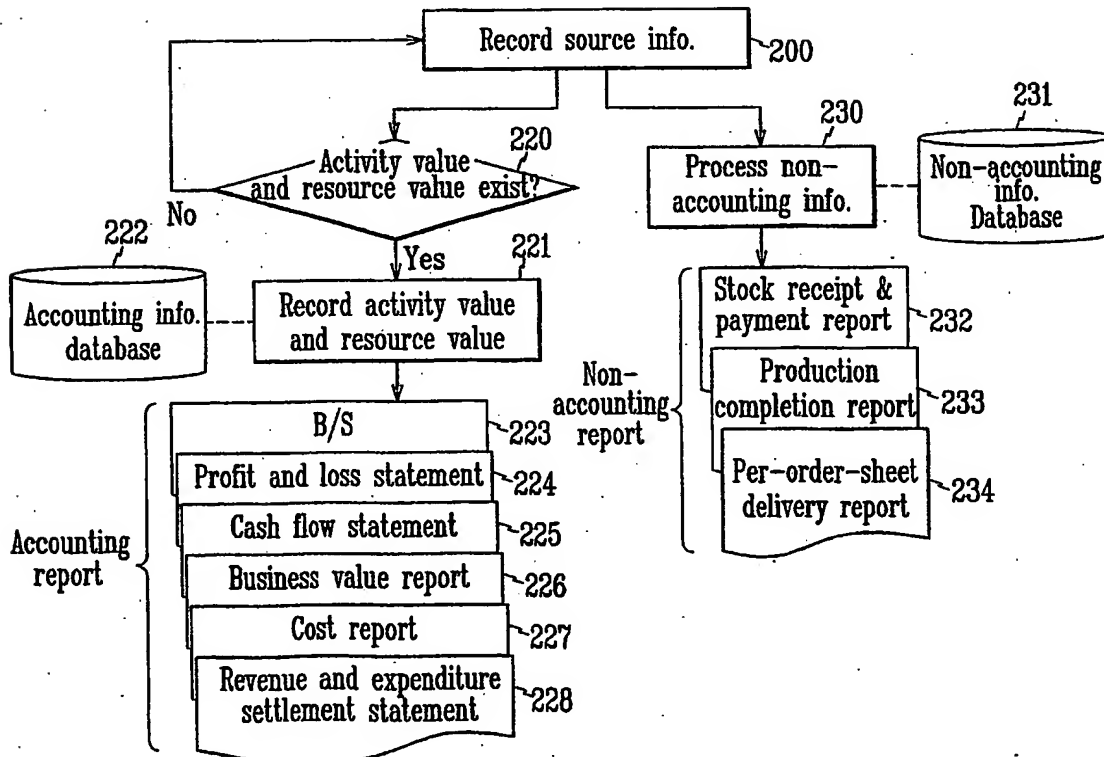 Record source info.
200
220
Activity value
and resource value exist?
No
Yes
230
Process non-
accounting info.
231
Non-accounting
info.
Database
222
Accounting info.
database
221
Record activity value
and resource value
Accounting
report
B/S
223
Profit and loss statement
224
Cash flow statement
225
Business value report
226
Cost report
227
Revenue and expenditure
settlement statement
228
Non-
accounting
report
Stock receipt &
payment report
232
Production
completion report
233
Per-order-sheet
delivery report
234